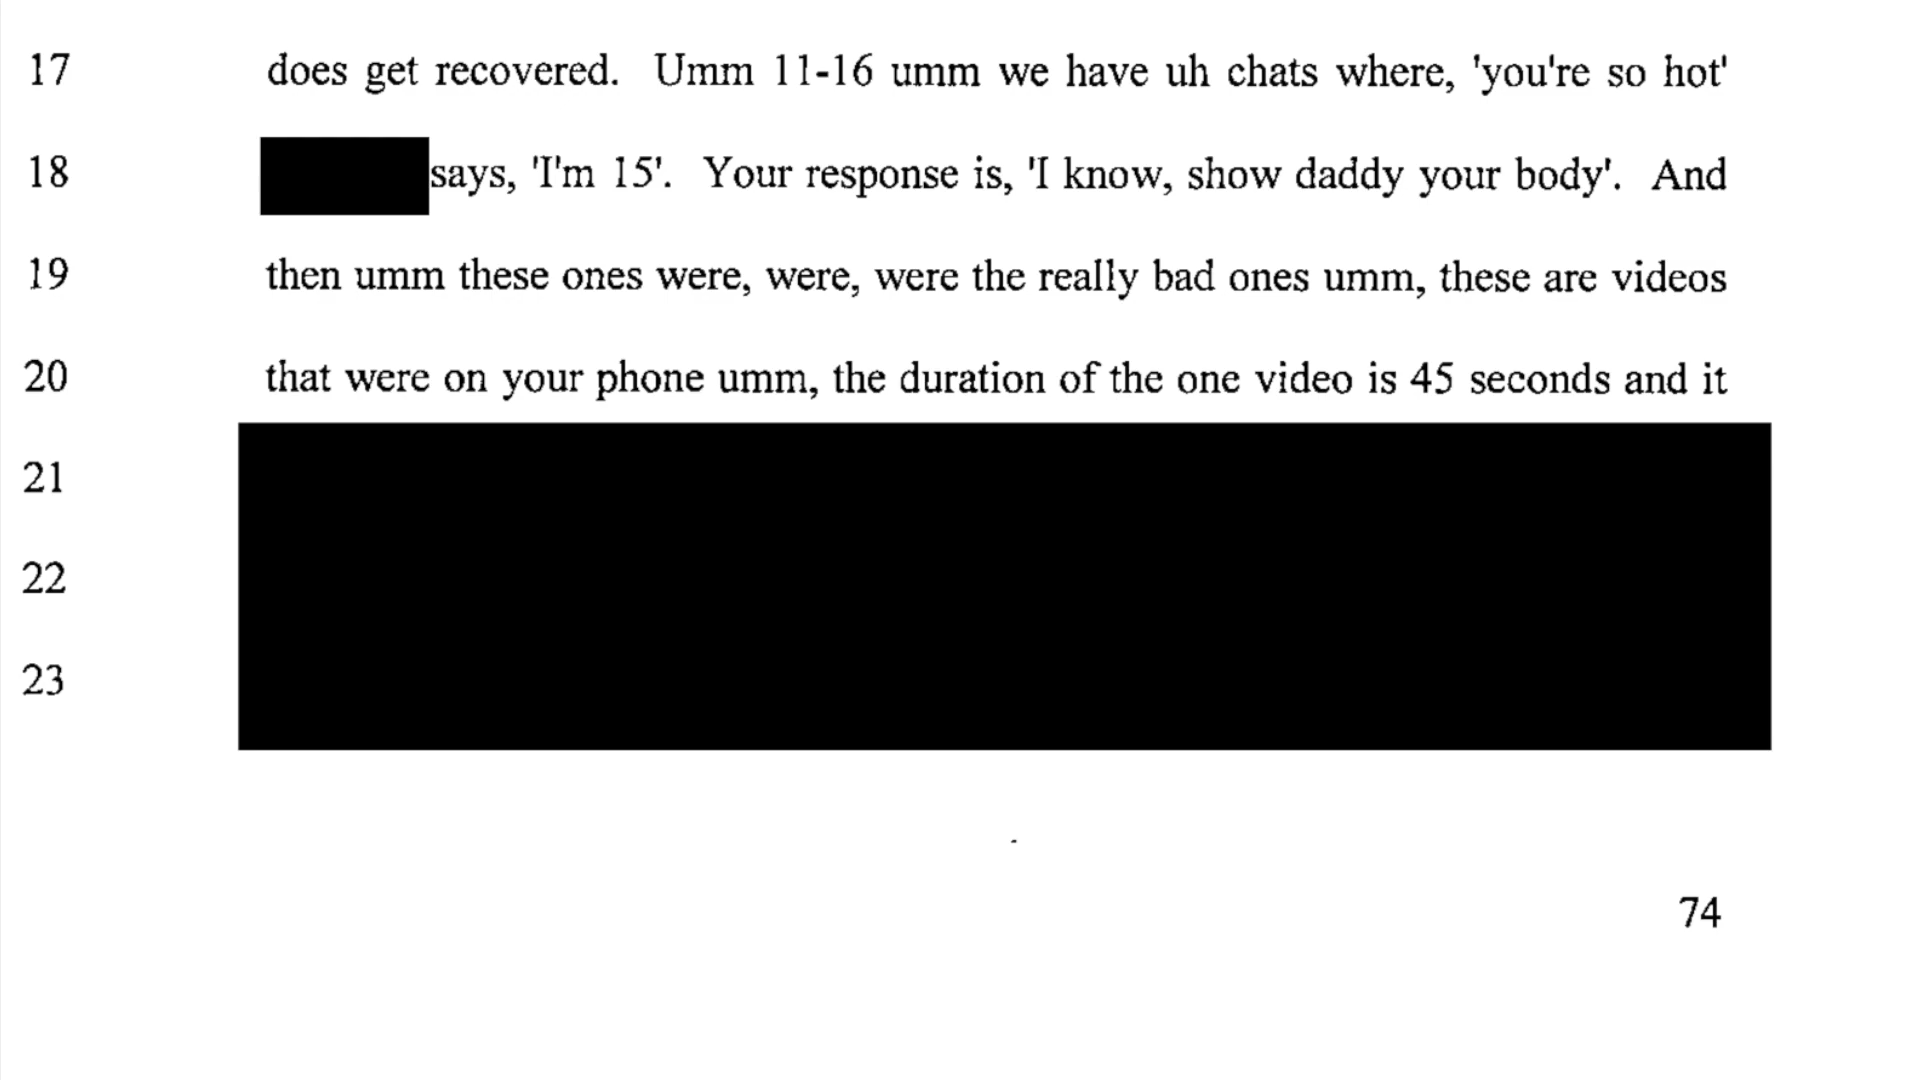 17 does get recovered. Umm 11-16 umm we have uh chats where, 'you're so hot'
18 says, 'I'm 15'. Your response is, 'I know, show daddy your body'. And
19 then umm these ones were, were, were the really bad ones umm, these are videos
20 that were on your phone umm, the duration of the one video is 45 seconds and it
21
22
23
74